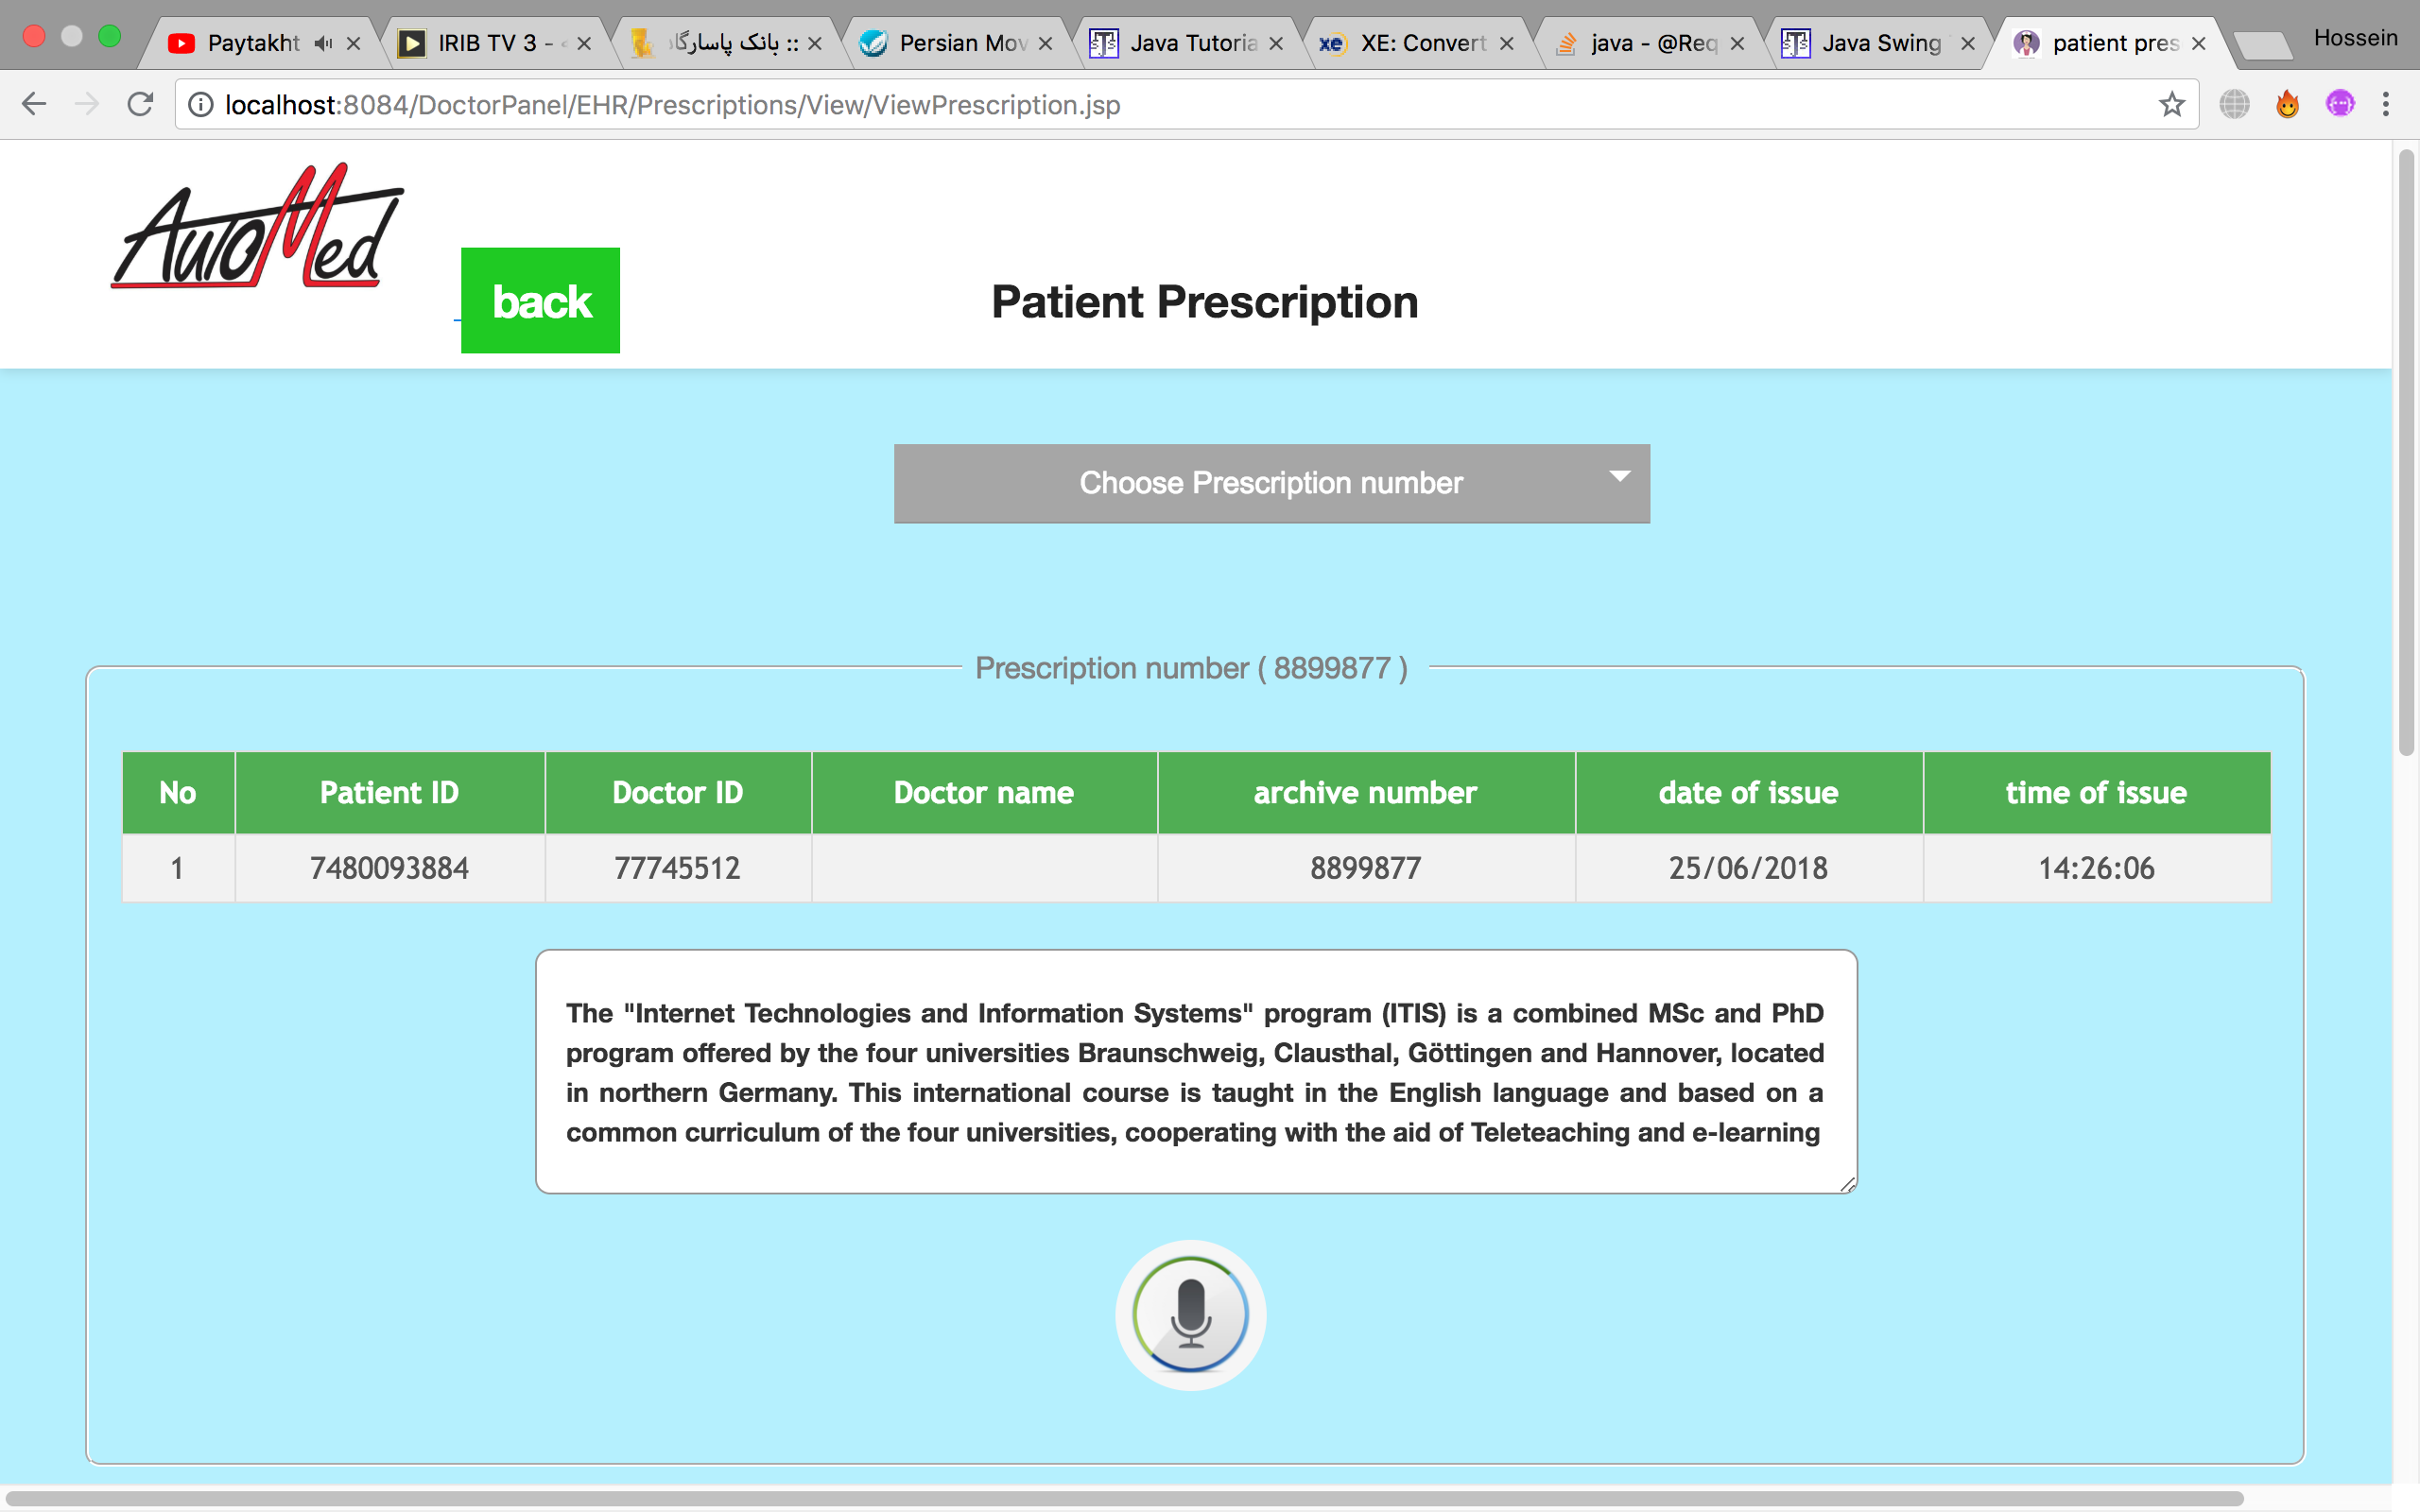 Paytakht
IRIB TV 3 -
بانک پاسارگا ::
Persian Mov
Java Tutoria
XE: Convert
java - @Req
Java Swing
patient pres
Hossein
localhost:8084/DoctorPanel/EHR/Prescriptions/View/ViewPrescription.jsp
AutoMed
back
Patient Prescription
Choose Prescription number
Prescription number ( 8899877 )
No Patient ID Doctor ID Doctor name archive number date of issue time of issue
1 7480093884 77745512 8899877 25/06/2018 14:26:06
The "Internet Technologies and Information Systems" program (ITIS) is a combined MSc and PhD
program offered by the four universities Braunschweig, Clausthal, Göttingen and Hannover, located
in northern Germany. This international course is taught in the English language and based on a
common curriculum of the four universities, cooperating with the aid of Teleteaching and e-learning